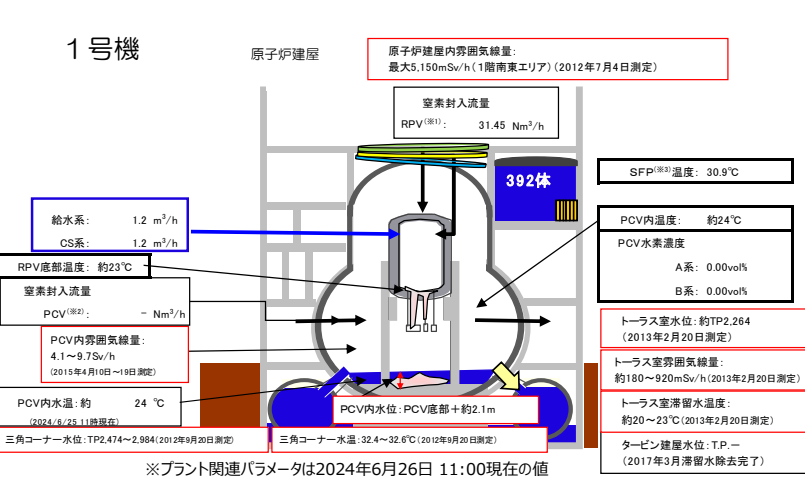 1号機
原子炉建屋
原子炉建屋内雰囲気線量:
最大5,150mSv/h(1階南東エリア)(2012年7月4日測定)
窒素封入流量
RPV(※1): 31.45 Nm3/h
392体
SFP(※3)温度: 30.9℃
給水系: 1.2 m3/h
CS系: 1.2 m3/h
PCV内温度: 約24℃
PCV水素濃度
A系: 0.00vol%
B系: 0.00vol%
RPV底部温度: 約23℃
窒素封入流量
PCV(※2): - Nm3/h
PCV内雰囲気線量:
4.1~9.7Sv/h
(2015年4月10日~19日測定)
トーラス室水位:約TP2,264
(2013年2月20日測定)
トーラス室雰囲気線量:
約180~920mSv/h(2013年2月20日測定)
PCV内水温:約 24 ℃
(2024/6/25 11時現在)
PCV内水位:PCV底部+約2.1m
トーラス室滞留水温度:
約20~23℃(2013年2月20日測定)
三角コーナー水位:TP2,474~2,984(2012年9月20日測定)
三角コーナー水温:32.4~32.6℃(2012年9月20日測定)
タービン建屋水位:T.P.-
(2017年3月滞留水除去完了)
※プラント関連パラメータは2024年6月26日 11:00現在の値